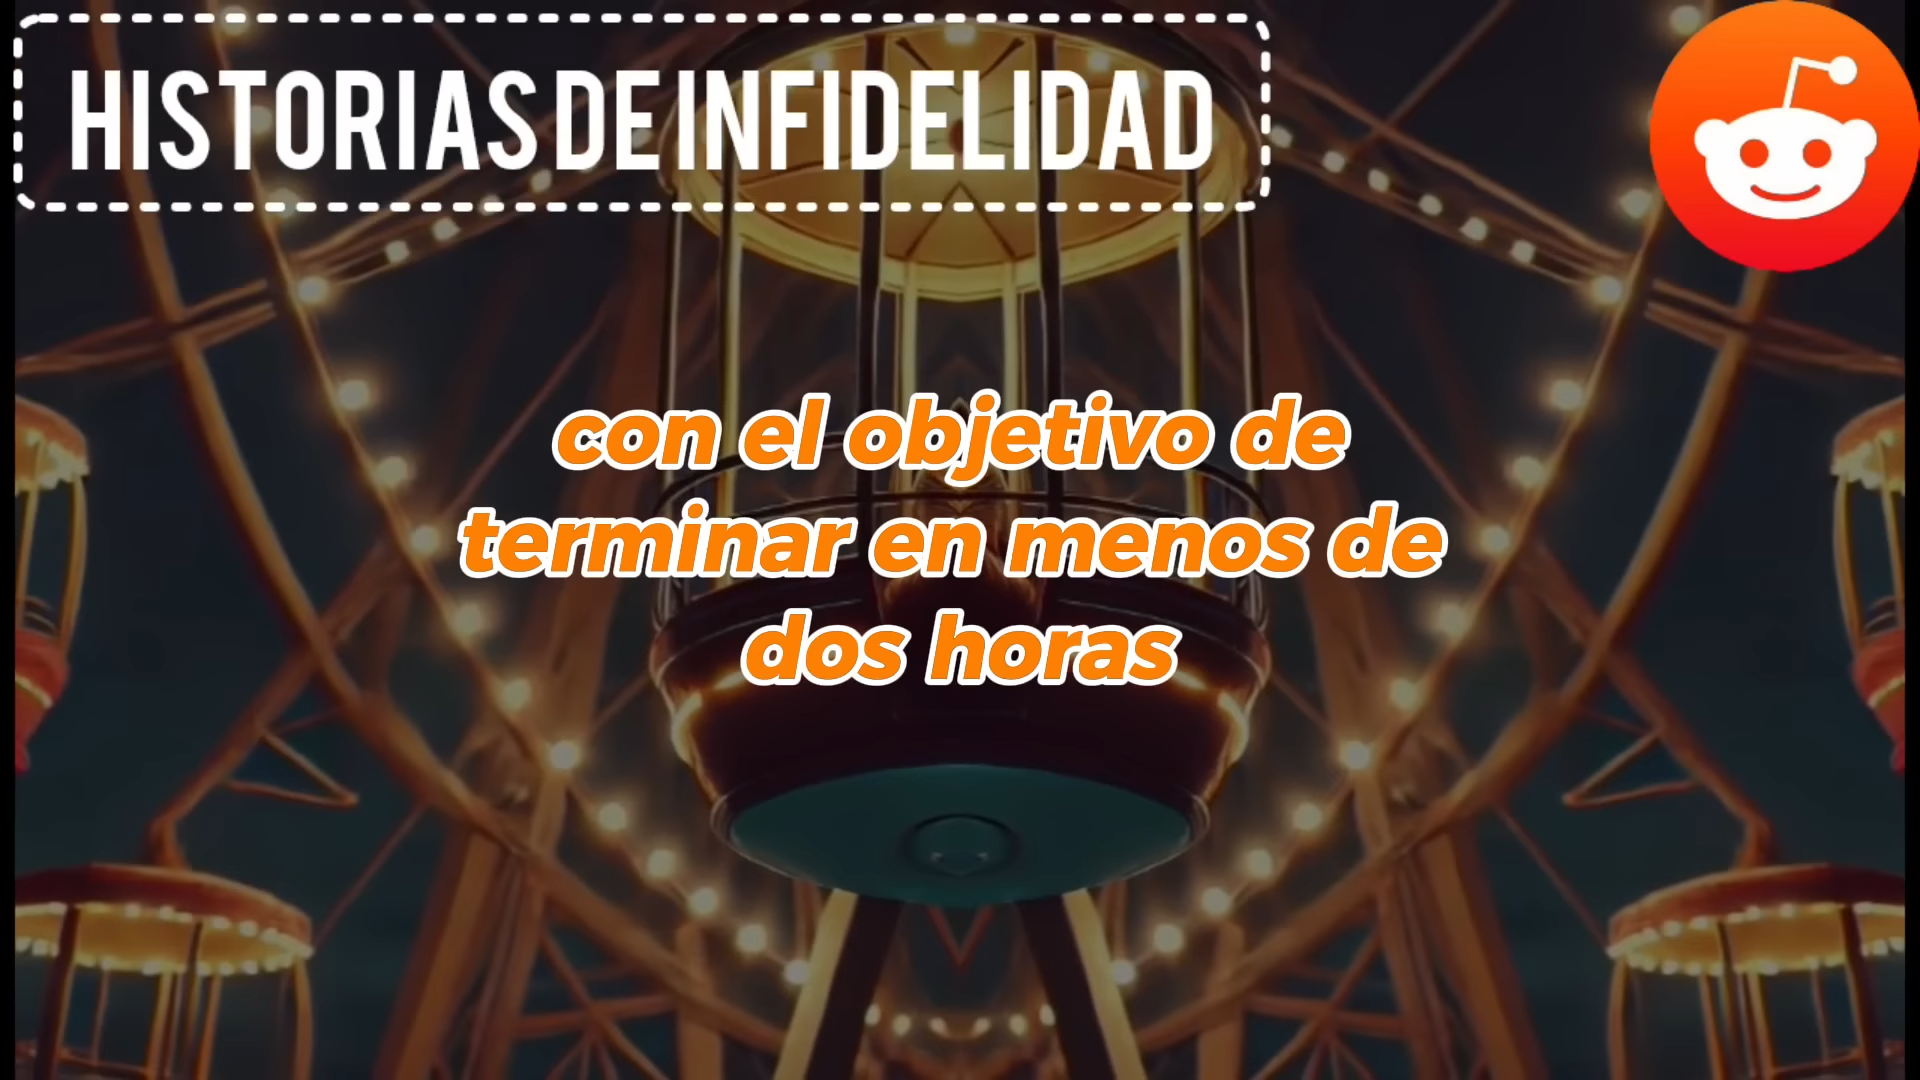 HISTORIAS DE INFIDELIDAD
con el objetivo de
terminar en menos de
dos horas